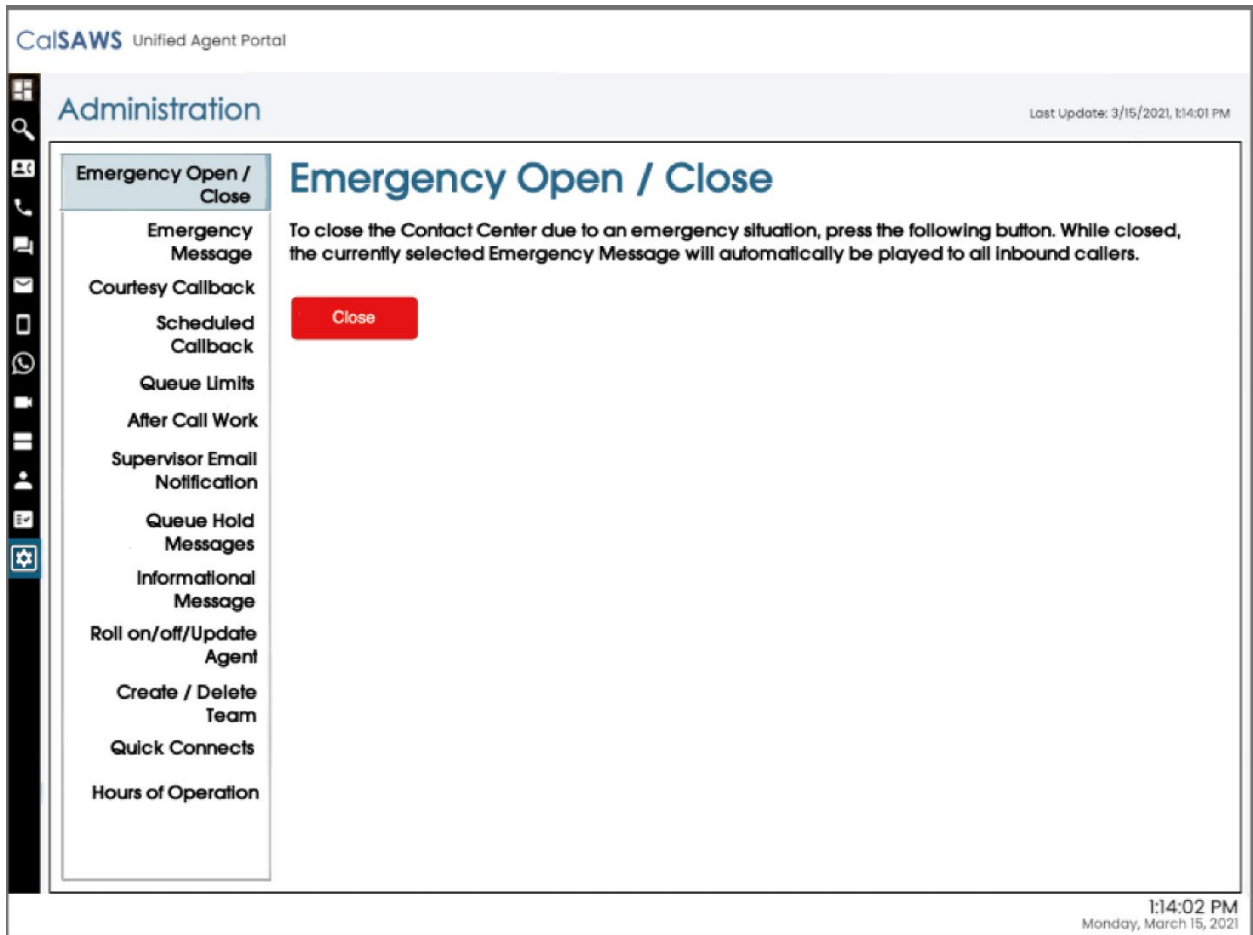 CalSAWS Unified Agent Portal
Administration
Last Update: 3/15/2021, 1:14:01 PM
Emergency Open /
Close
Emergency
Message
Courtesy Callback
Scheduled
Callback
Queue Limits
After Call Work
Supervisor Email
Notification
Queue Hold
Messages
Informational
Message
Roll on/off/Update
Agent
Create / Delete
Team
Quick Connects
Hours of Operation
Emergency Open / Close
To close the Contact Center due to an emergency situation, press the following button. While closed,
the currently selected Emergency Message will automatically be played to all inbound callers.
Close
1:14:02 PM
Monday, March 15, 2021